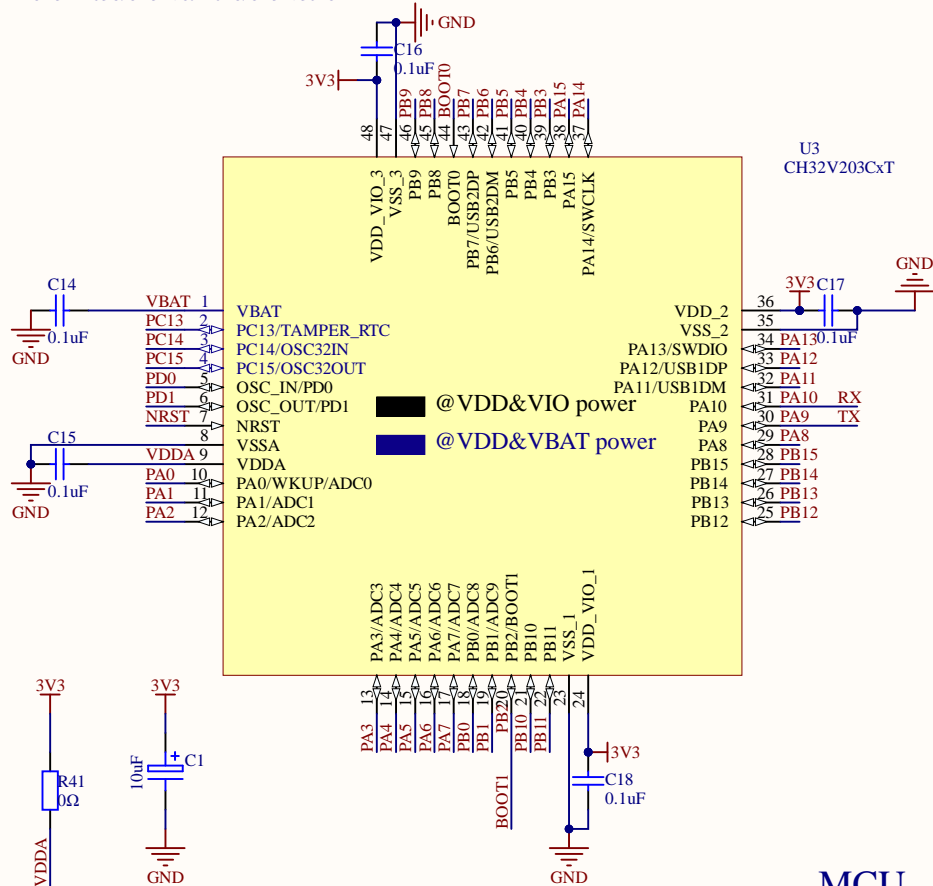 GND
C16
0.1uF
3V3
PB9
PB8
BOOT0
PB7
PB6
PB5
PB4
PB3
PA15
PA14
48
47
46
45
44
43
42
41
40
39
38
37
U3
CH32V203CxT
VDD_VIO_3
VSS_3
PB9
PB8
BOOT0
PB7/USB2DP
PB6/USB2DM
PB5
PB4
PB3
PA15
PA14/SWCLK
C14
0.1uF
GND
VBAT 1 VBAT
PC13 2 PC13/TAMPER_RTC
PC14 3 PC14/OSC32IN
PC15 4 PC15/OSC32OUT
PD0 5 OSC_IN/PD0
PD1 6 OSC_OUT/PD1
NRST 7 NRST
8 VSSA
VDDA 9 VDDA
PA0 10 PA0/WKUP/ADC0
PA1 11 PA1/ADC1
PA2 12 PA2/ADC2
C15
0.1uF
GND
@VDD&VIO power
@VDD&VBAT power
3V3
C17
0.1uF
GND
VDD_2 36
VSS_2 35
PA13/SWDIO 34 PA13
PA12/USB1DP 33 PA12
PA11/USB1DM 32 PA11
PA10 31 PA10 RX
PA9 30 PA9 TX
PA8 29 PA8
PB15 28 PB15
PB14 27 PB14
PB13 26 PB13
PB12 25 PB12
PA3/ADC3
PA4/ADC4
PA5/ADC5
PA6/ADC6
PA7/ADC7
PB0/ADC8
PB1/ADC9
PB2/BOOT1
PB10
PB11
VSS_1
VDD_VIO_1
13
14
15
16
17
18
19
20
21
22
23
24
PA3
PA4
PA5
PA6
PA7
PB0
PB1
PB2
PB10
PB11
BOOT1
3V3
C18
0.1uF
GND
3V3
R41
0Ω
VDDA
3V3
10uF
+
C1
GND
MCU